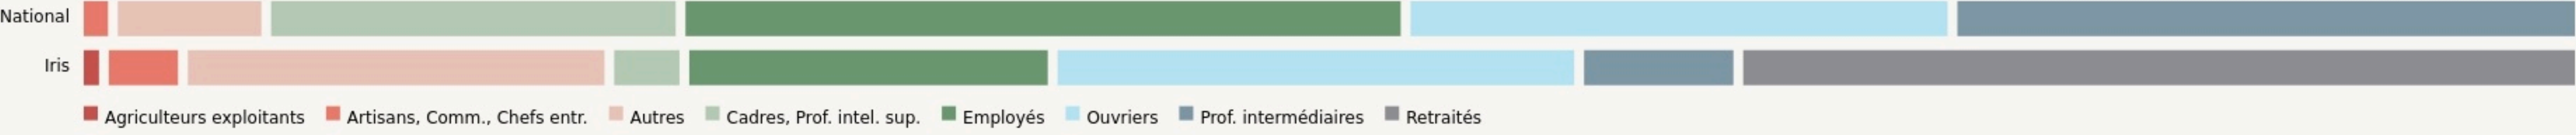 National
Iris
Agriculteurs exploitants Artisans, Comm., Chefs entr. Autres Cadres, Prof. intel. sup. Employés Ouvriers Prof. intermédiaires Retraités